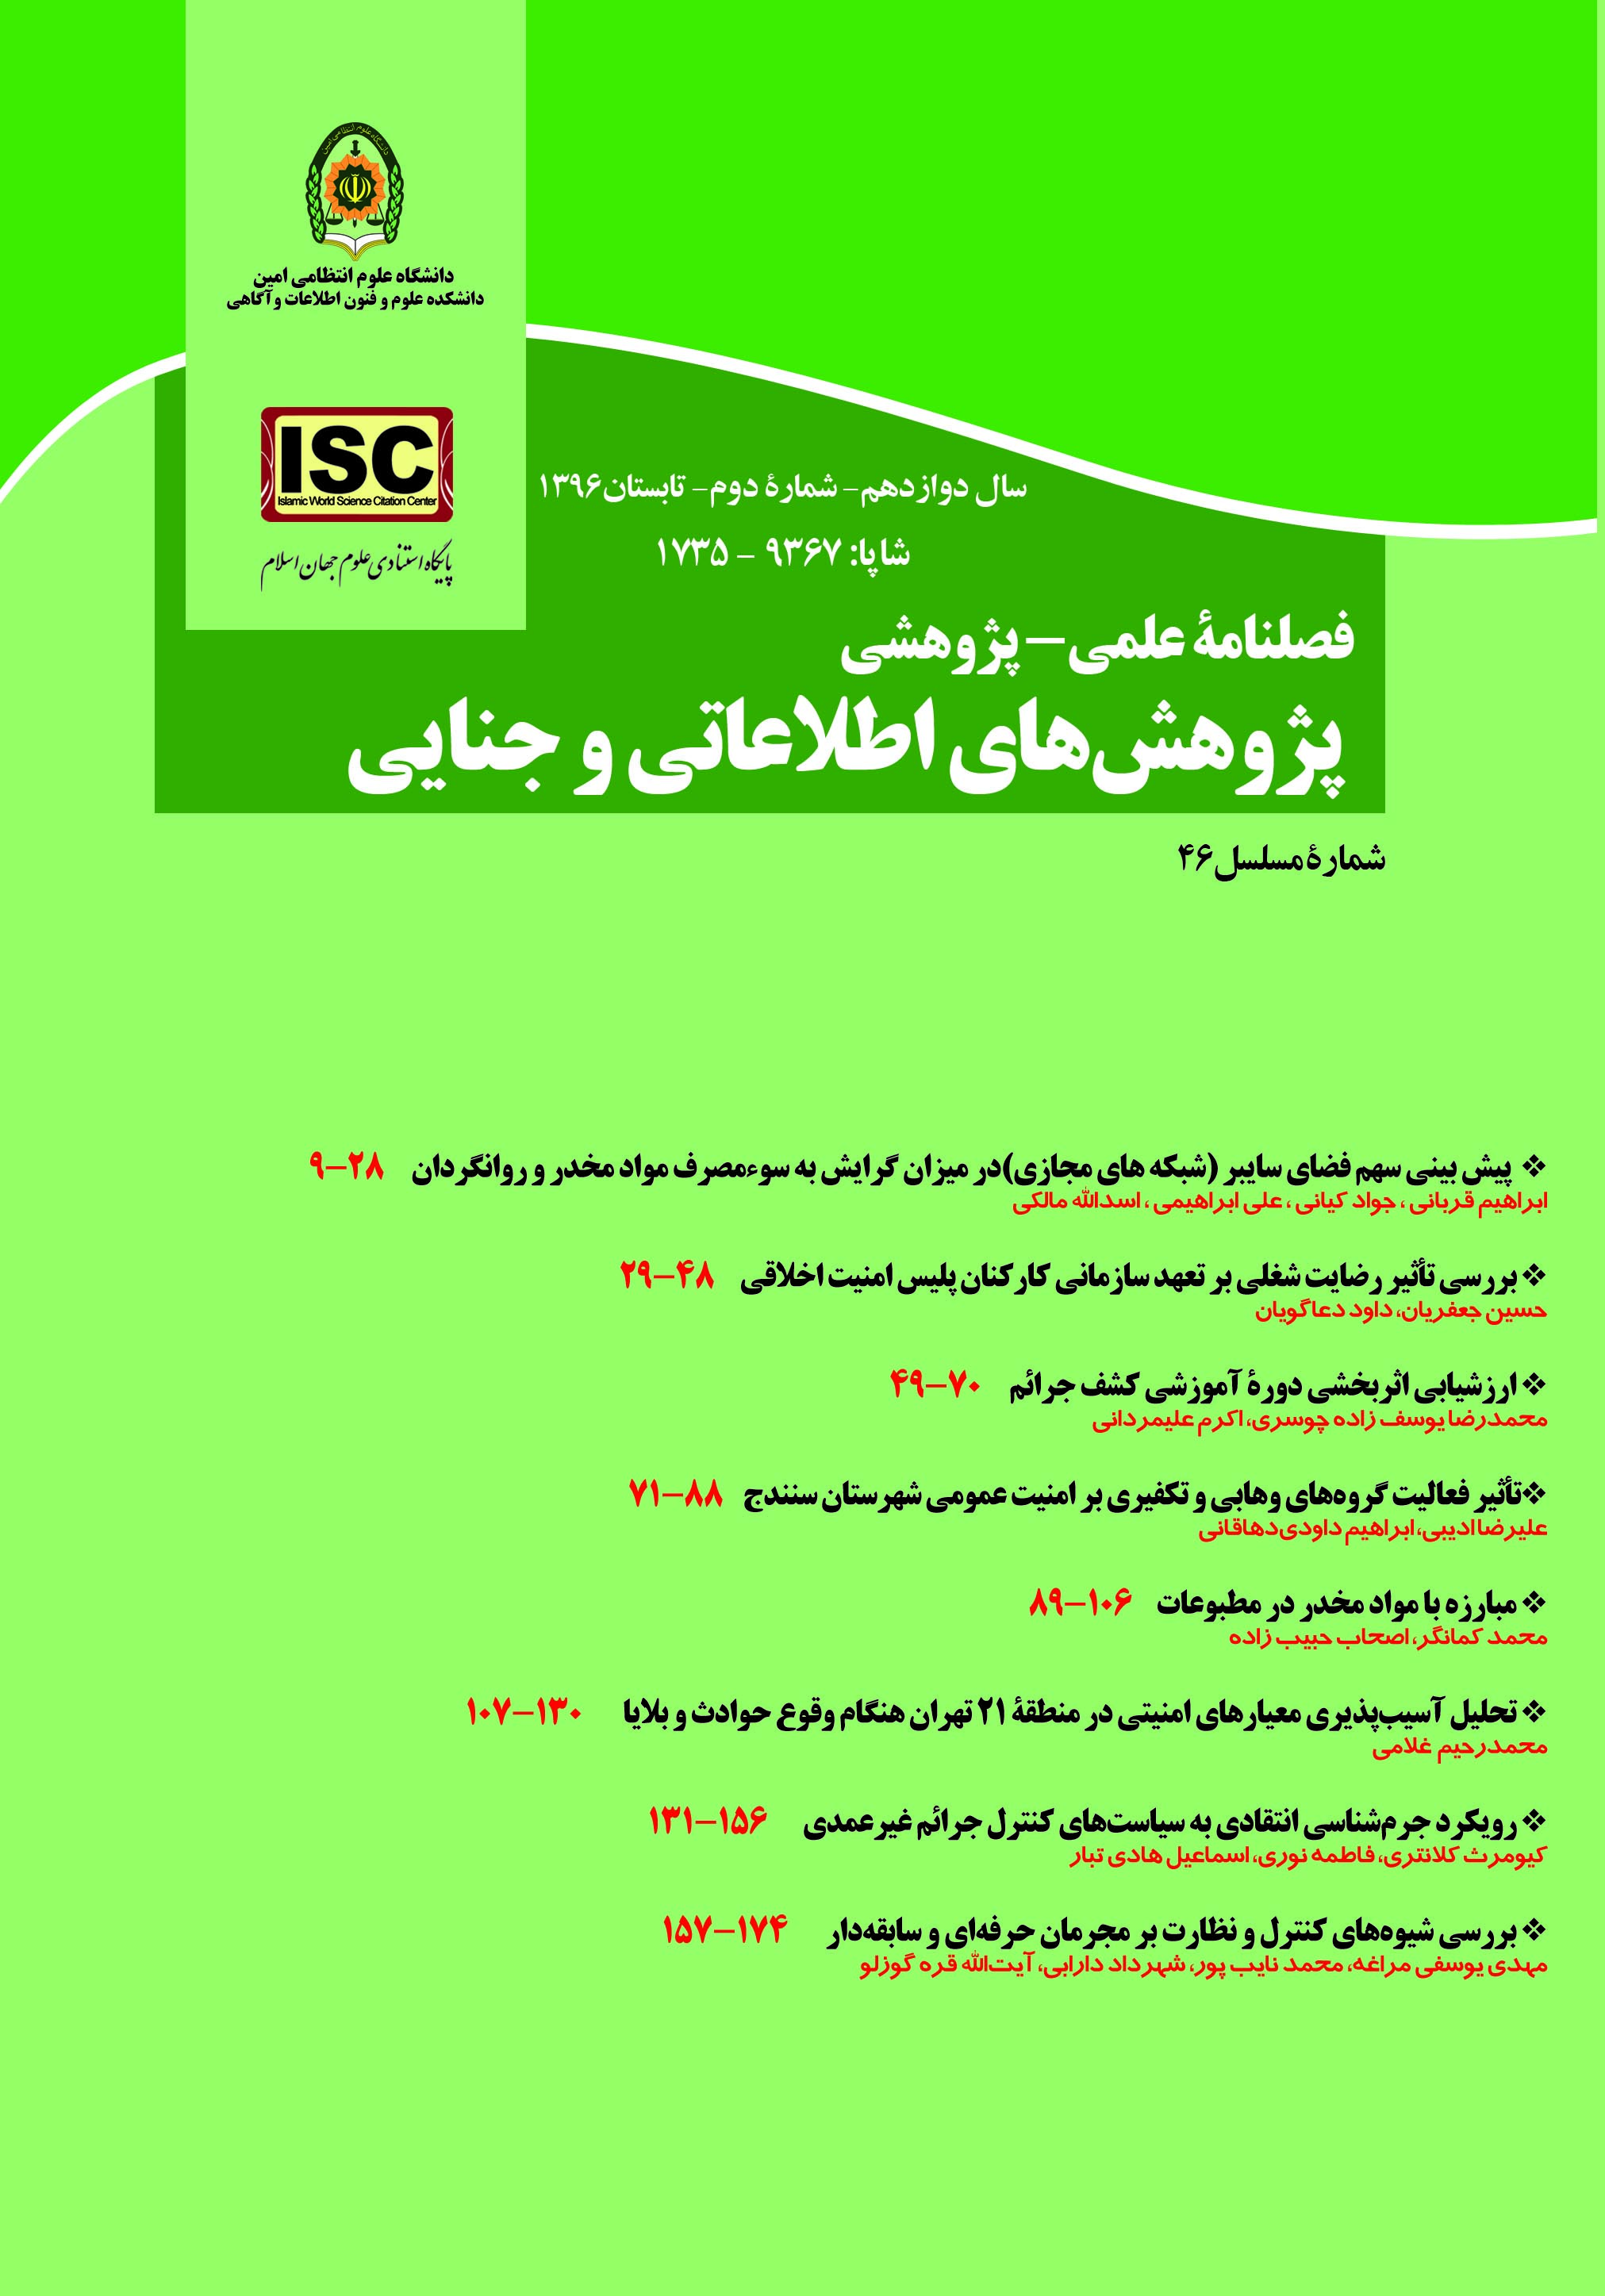 دانشگاه علوم انتظامی امین
دانشگاه علوم انتظامی امین
دانشکده علوم و فنون اطلاعات و آگاهی
ISC
Islamic World Science Citation Center
پایگاه استنادی علوم جهان اسلام
سال دوازدهم– شمارهٔ دوم– تابستان۱۳۹۶
شاپا: ۹۳۶۷ – ۱۷۳۵
فصلنامهٔ علمی– پژوهشی
پژوهش‌های اطلاعاتی و جنایی
شمارهٔ مسلسل۴۶
❖ پیش بینی سهم فضای سایبر (شبکه های مجازی)در میزان گرایش به سوءمصرف مواد مخدر و روانگردان ۹–۲۸
ابراهیم قربانی ، جواد کیانی ، علی ابراهیمی ، اسدالله مالکی
❖ بررسی تأثیر رضایت شغلی بر تعهد سازمانی کارکنان پلیس امنیت اخلاقی ۲۹–۴۸
حسین جعفریان، داود دعاگویان
❖ ارزشیابی اثربخشی دورهٔ آموزشی کشف جرائم ۴۹–۷۰
محمدرضا یوسف زاده چوسری، اکرم علیمردانی
❖تأثیر فعالیت گروه‌های وهابی و تکفیری بر امنیت عمومی شهرستان سنندج ۷۱–۸۸
علیرضا ادیبی، ابراهیم داودی‌دهاقانی
❖ مبارزه با مواد مخدر در مطبوعات ۸۹–۱۰۶
محمد کمانگر، اصحاب حبیب زاده
❖ تحلیل آسیب‌پذیری معیارهای امنیتی در منطقهٔ ۲۱ تهران هنگام وقوع حوادث و بلایا ۱۰۷–۱۳۰
محمدرحیم غلامی
❖ رویکرد جرم‌شناسی انتقادی به سیاست‌های کنترل جرائم غیرعمدی ۱۳۱–۱۵۶
کیومرث کلانتری، فاطمه نوری، اسماعیل هادی تبار
❖ بررسی شیوه‌های کنترل و نظارت بر مجرمان حرفه‌ای و سابقه‌دار ۱۵۷–۱۷۴
مهدی یوسفی مراغه، محمد نایب پور، شهرداد دارابی، آیت‌الله قره گوزلو